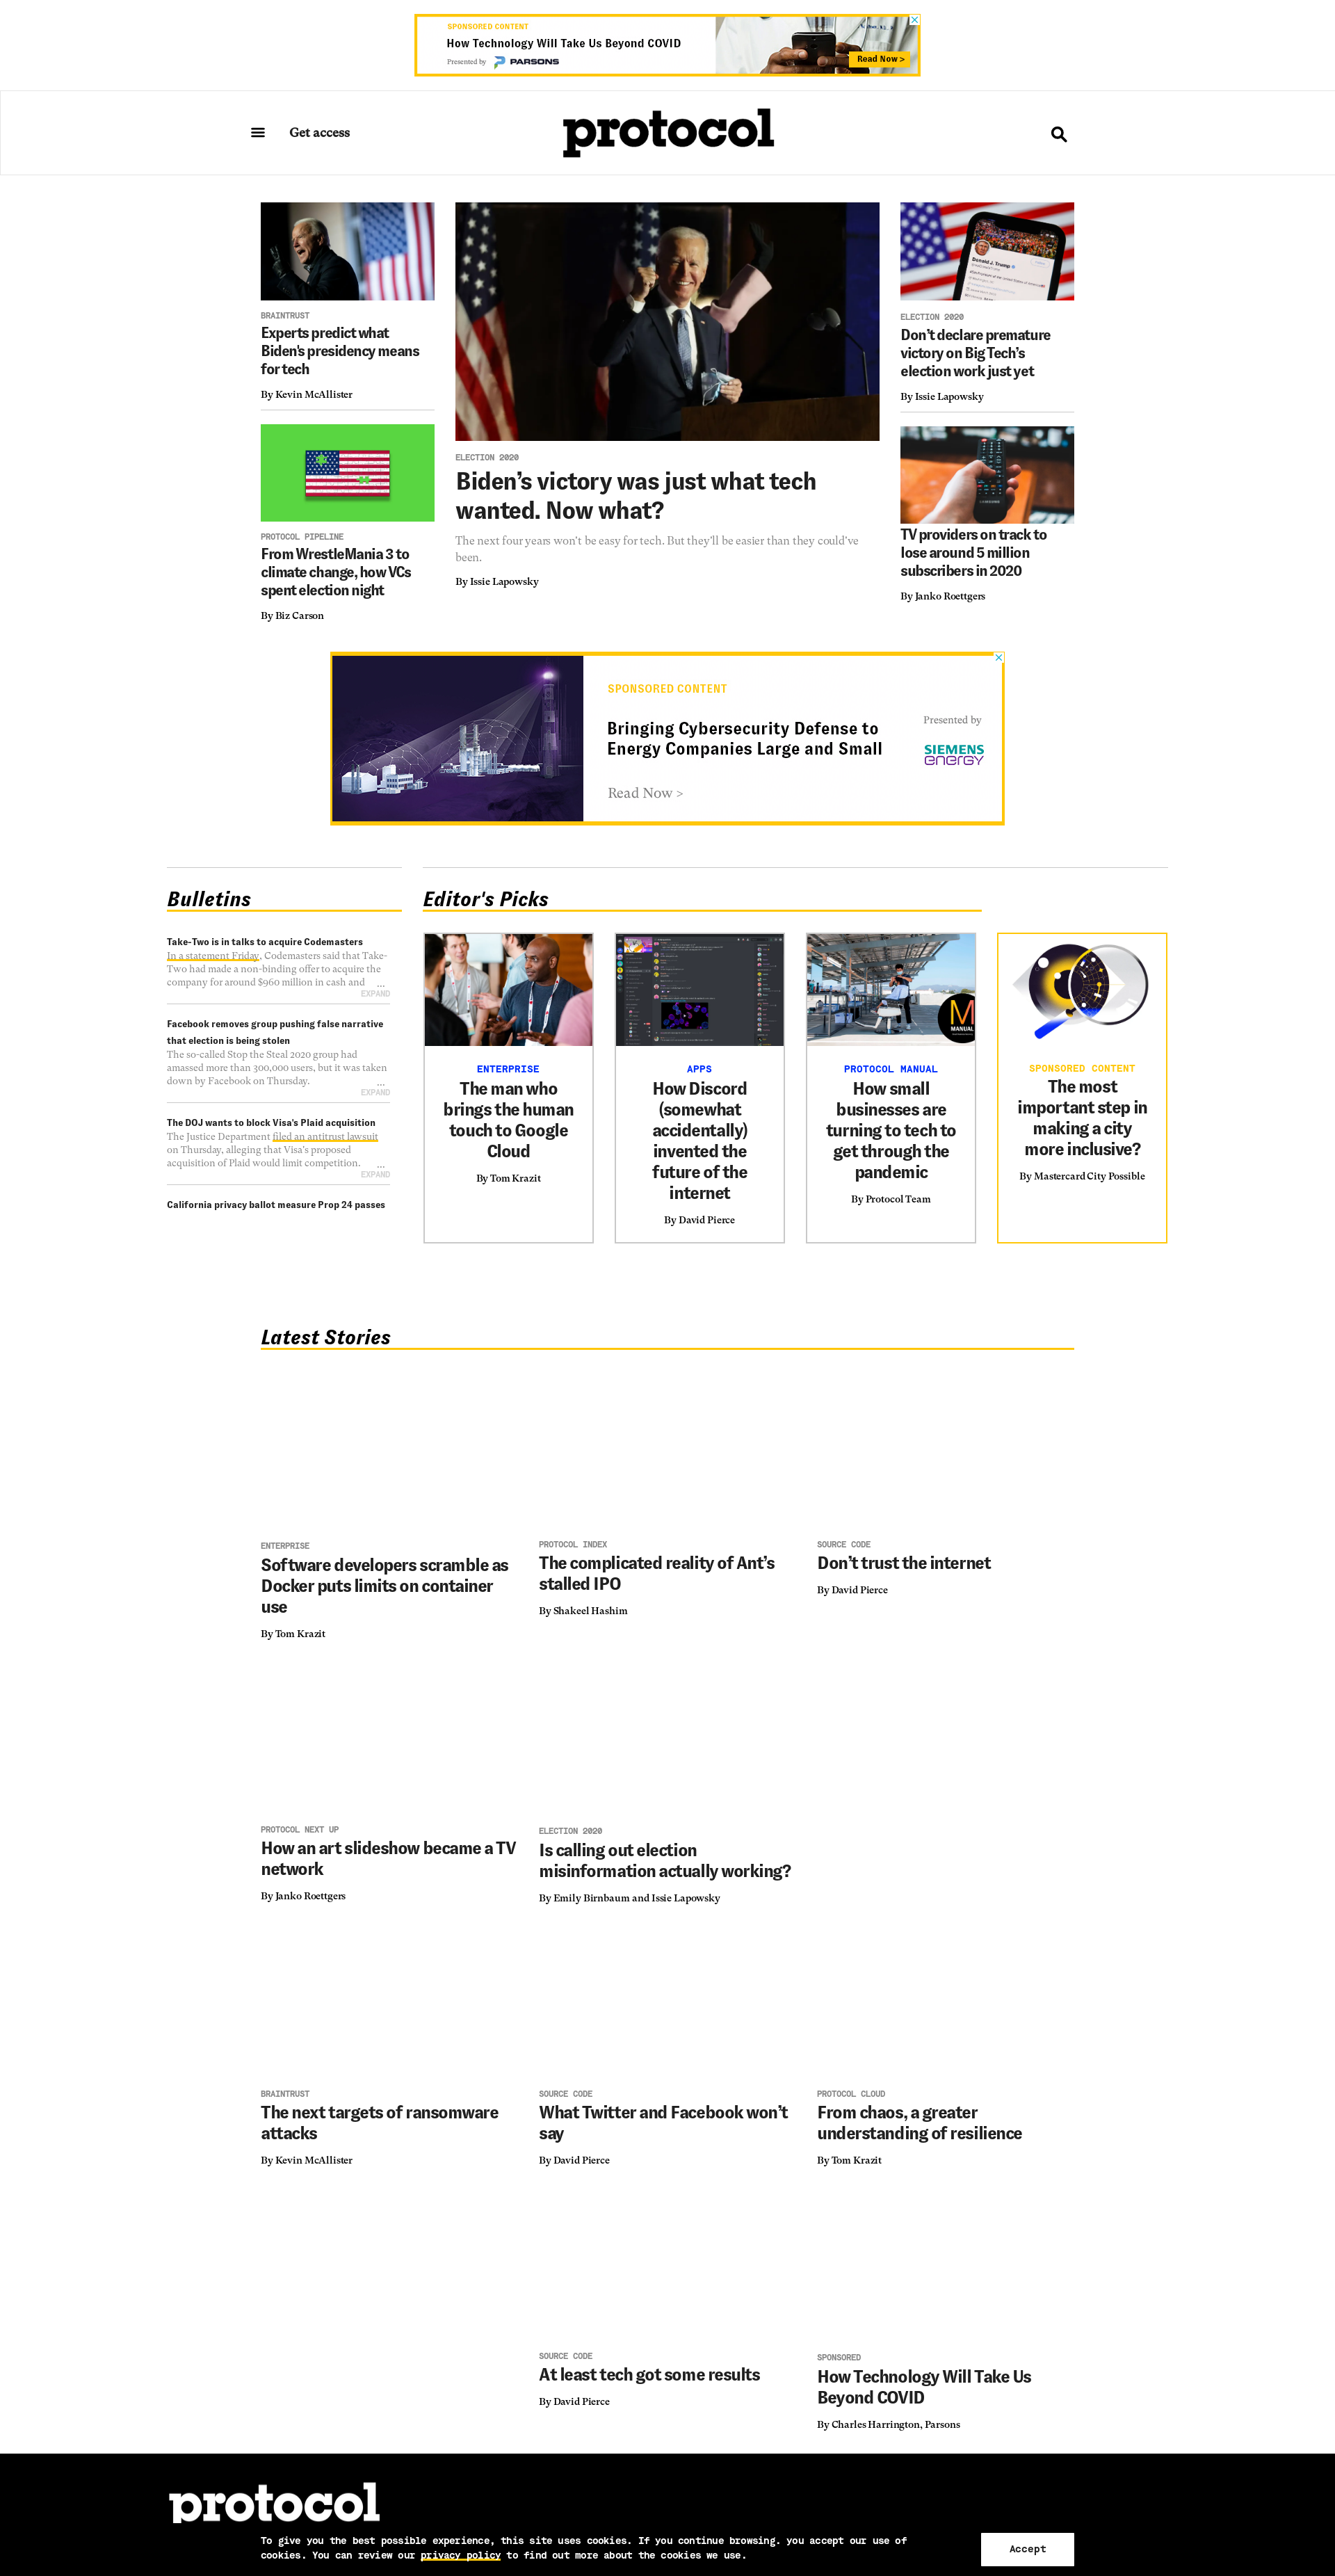 SPONSORED CONTENT
How Technology Will Take Us Beyond COVID
Presented by PARSONS
Read Now >
Get access
protocol
BRAINTRUST
Experts predict what
Biden's presidency means
for tech
By Kevin McAllister
PROTOCOL PIPELINE
From WrestleMania 3 to
climate change, how VCs
spent election night
By Biz Carson
ELECTION 2020
Biden’s victory was just what tech
wanted. Now what?
The next four years won't be easy for tech. But they'll be easier than they could've
been.
By Issie Lapowsky
Donald J. Trump
ELECTION 2020
Don’t declare premature
victory on Big Tech’s
election work just yet
By Issie Lapowsky
SAMSUNG
TV providers on track to
lose around 5 million
subscribers in 2020
By Janko Roettgers
SPONSORED CONTENT
Bringing Cybersecurity Defense to
Energy Companies Large and Small
Read Now >
Presented by
SIEMENS
energy
Bulletins
Take-Two is in talks to acquire Codemasters
In a statement Friday, Codemasters said that Take-
Two had made a non-binding offer to acquire the
company for around $960 million in cash and ...
EXPAND
Facebook removes group pushing false narrative
that election is being stolen
The so-called Stop the Steal 2020 group had
amassed more than 300,000 users, but it was taken
down by Facebook on Thursday. ...
EXPAND
The DOJ wants to block Visa's Plaid acquisition
The Justice Department filed an antitrust lawsuit
on Thursday, alleging that Visa's proposed
acquisition of Plaid would limit competition. ...
EXPAND
California privacy ballot measure Prop 24 passes
Editor's Picks
ENTERPRISE
The man who
brings the human
touch to Google
Cloud
By Tom Krazit
APPS
How Discord
(somewhat
accidentally)
invented the
future of the
internet
By David Pierce
M
MANUAL
PROTOCOL MANUAL
How small
businesses are
turning to tech to
get through the
pandemic
By Protocol Team
SPONSORED CONTENT
The most
important step in
making a city
more inclusive?
By Mastercard City Possible
Latest Stories
ENTERPRISE
Software developers scramble as
Docker puts limits on container
use
By Tom Krazit
PROTOCOL INDEX
The complicated reality of Ant’s
stalled IPO
By Shakeel Hashim
SOURCE CODE
Don’t trust the internet
By David Pierce
PROTOCOL NEXT UP
How an art slideshow became a TV
network
By Janko Roettgers
ELECTION 2020
Is calling out election
misinformation actually working?
By Emily Birnbaum and Issie Lapowsky
BRAINTRUST
The next targets of ransomware
attacks
By Kevin McAllister
SOURCE CODE
What Twitter and Facebook won’t
say
By David Pierce
PROTOCOL CLOUD
From chaos, a greater
understanding of resilience
By Tom Krazit
SOURCE CODE
At least tech got some results
By David Pierce
SPONSORED
How Technology Will Take Us
Beyond COVID
By Charles Harrington, Parsons
protocol
To give you the best possible experience, this site uses cookies. If you continue browsing. you accept our use of
cookies. You can review our privacy policy to find out more about the cookies we use.
Accept